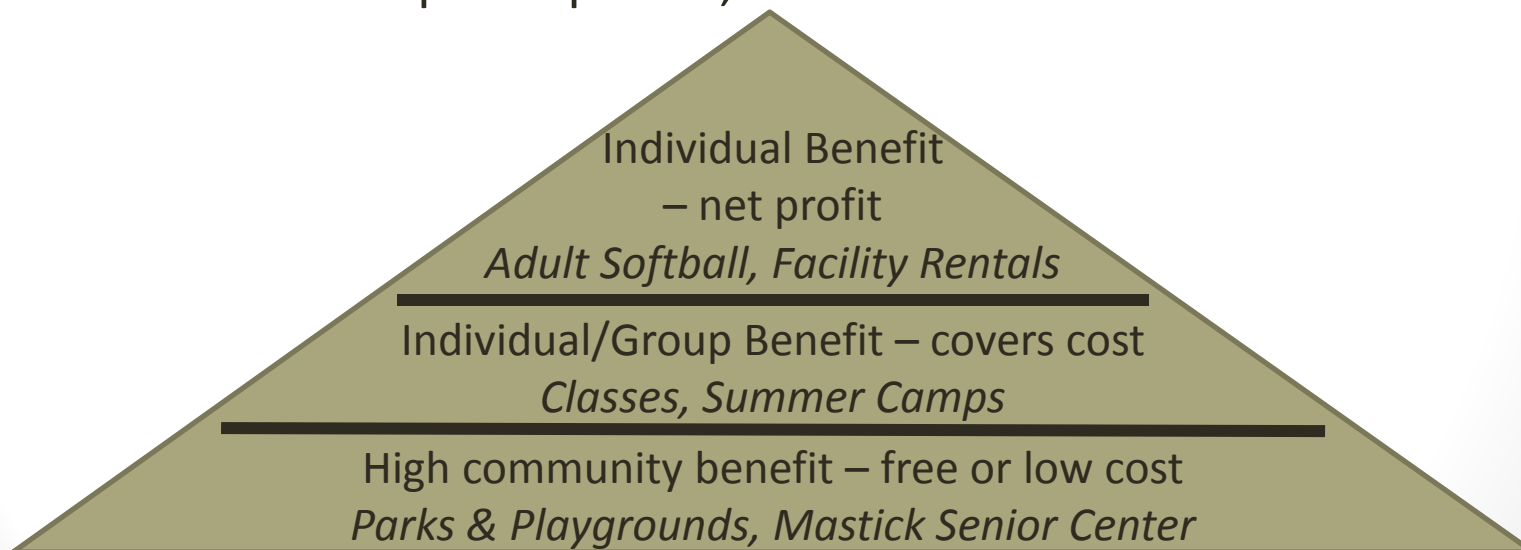 Individual Benefit
– net profit
Adult Softball, Facility Rentals
Individual/Group Benefit – covers cost
Classes, Summer Camps
High community benefit – free or low cost
Parks & Playgrounds, Mastick Senior Center